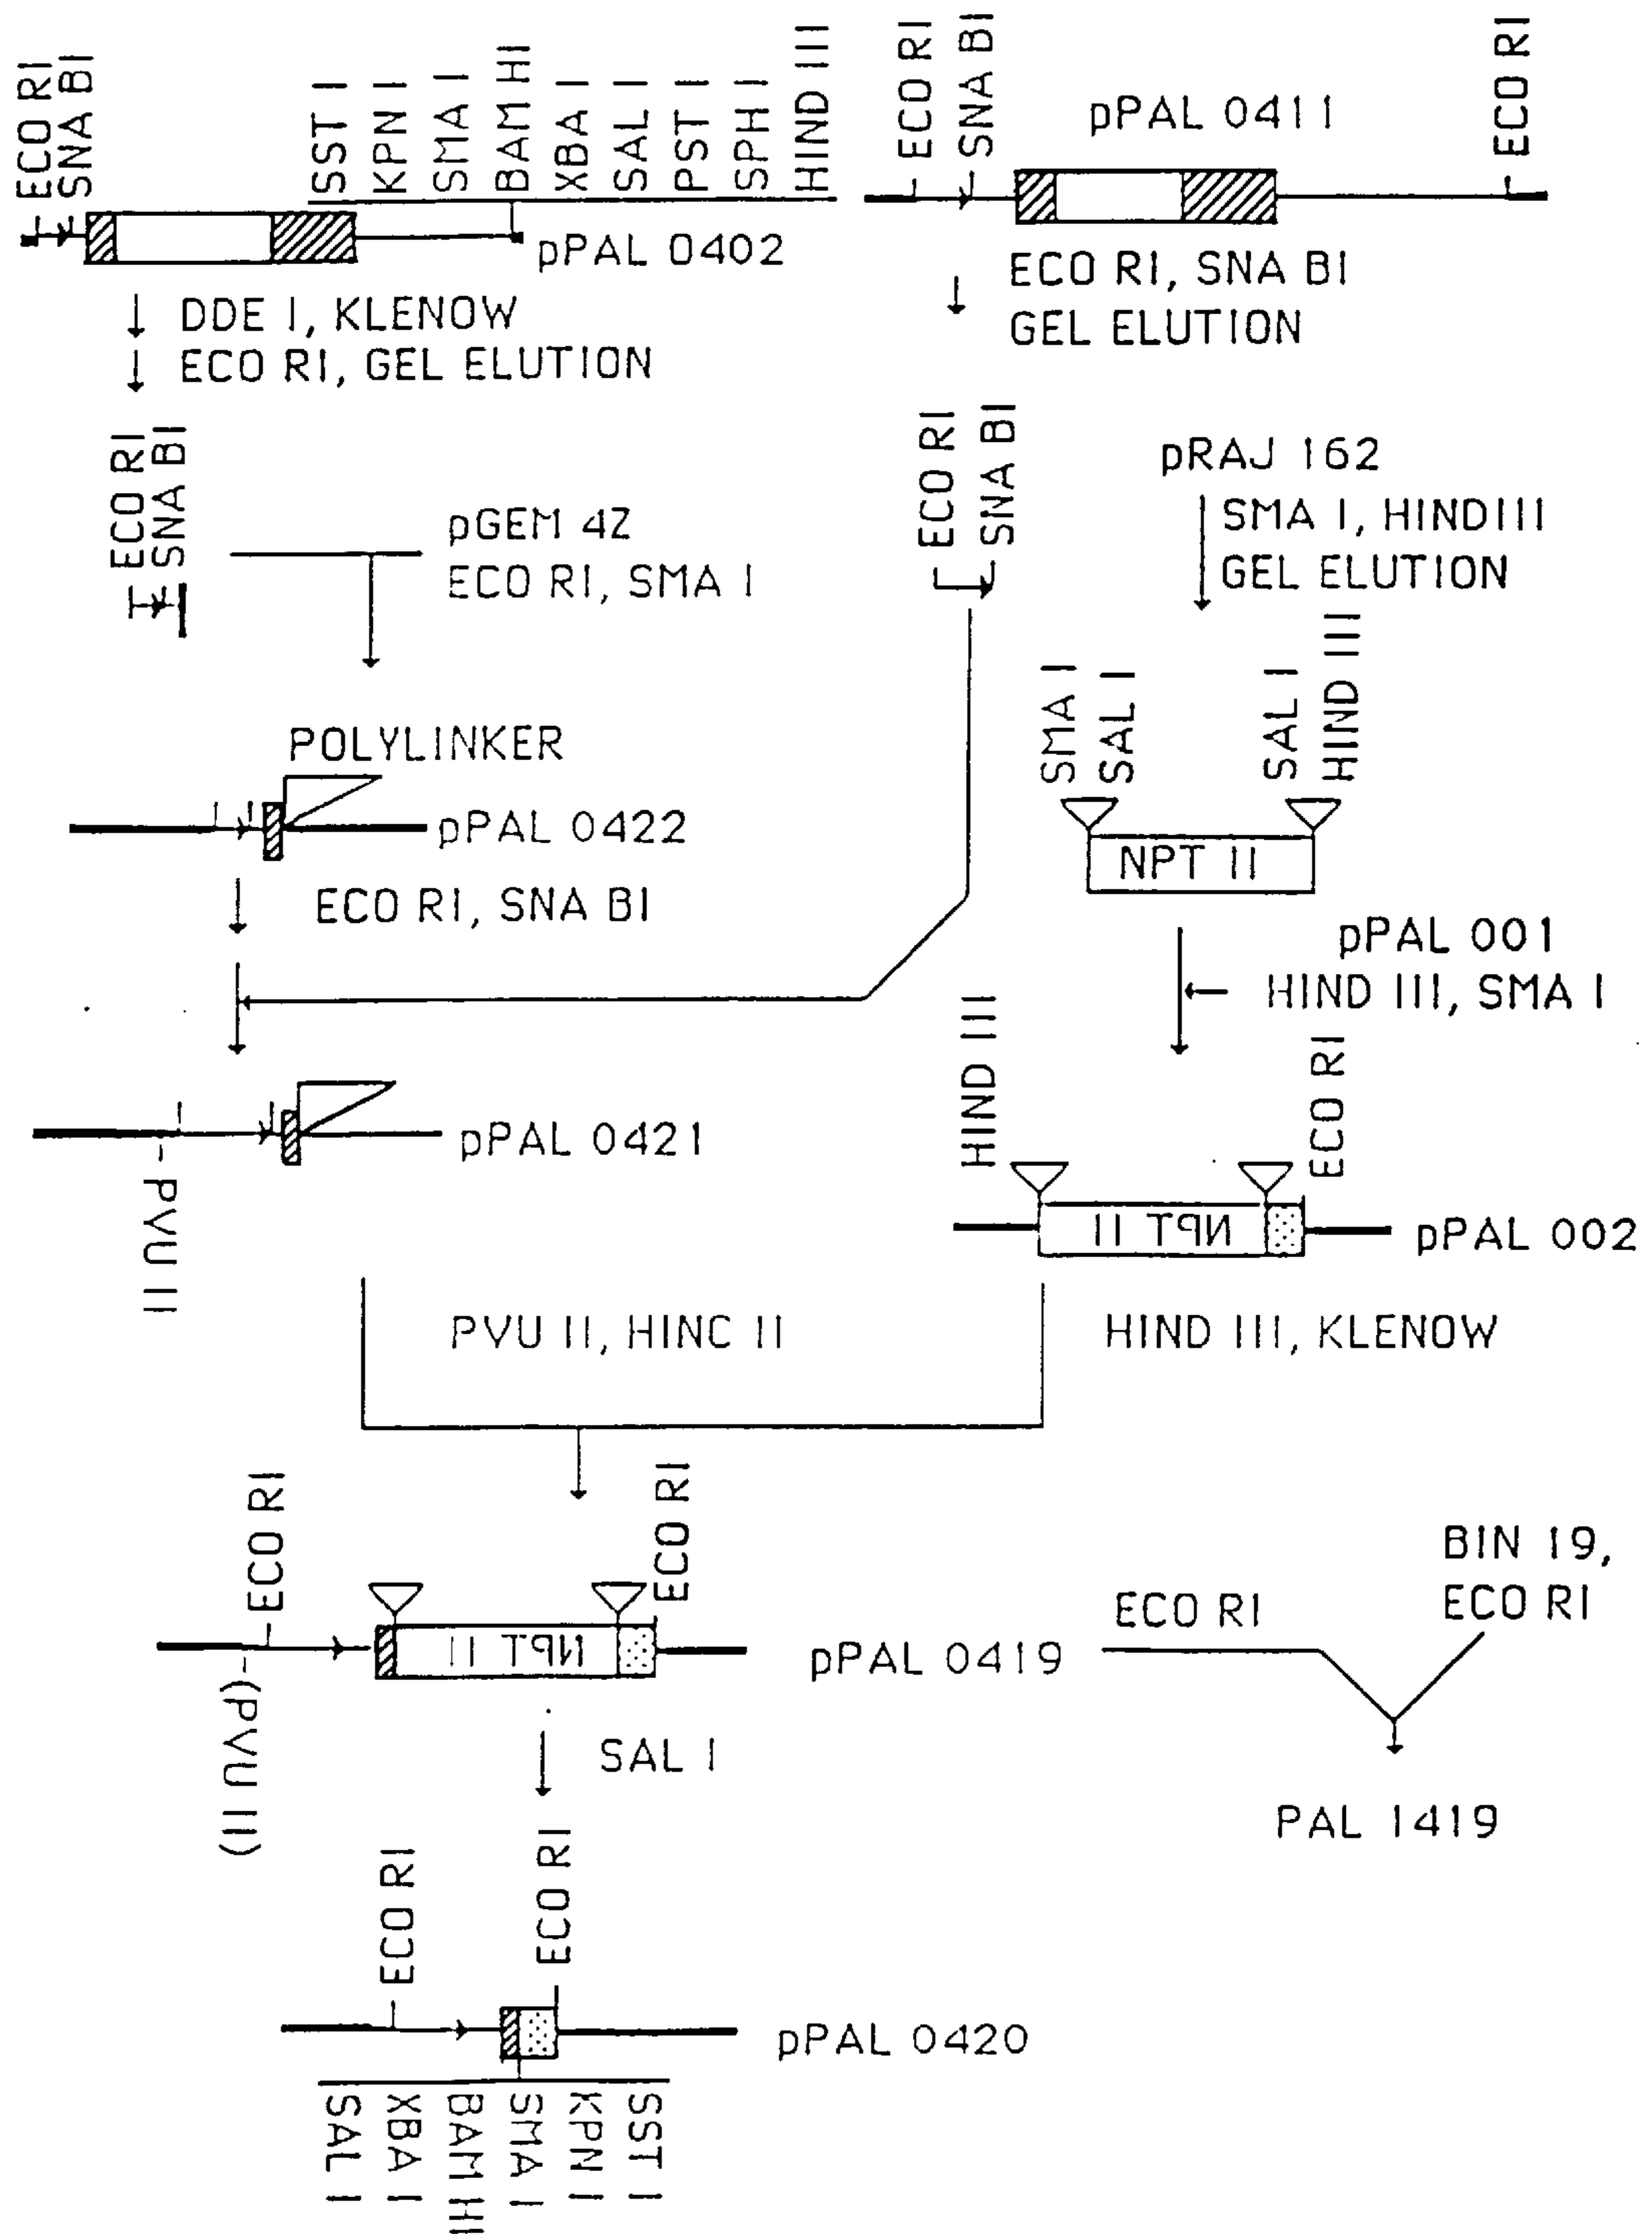 ECO RI
SNA BI
SST I
KPN I
SMA I
BAM HI
XBA I
SAL I
PST I
SPH I
HIND III
pPAL 0402
ECO RI
SNA BI
pPAL 0411
ECO RI
DDE I, KLENOW
ECO RI, GEL ELUTION
ECO RI, SNA BI
GEL ELUTION
ECO RI
SNA BI
pGEM 4Z
ECO RI, SMA I
ECO RI
SNA BI
pRAJ 162
SMA I, HINDIII
GEL ELUTION
SMA I
SAL I
SAL I
HIND III
NPT II
POLYLINKER
pPAL 0422
ECO RI, SNA BI
pPAL 001
HIND III, SMA I
pPAL 0421
PVU II
HIND III
ECO RI
NPT II
pPAL 002
PVU II, HINC II
HIND III, KLENOW
ECO RI
ECO RI
NPT II
(PVU II)
pPAL 0419
ECO RI
BIN 19,
ECO RI
PAL 1419
SAL I
ECO RI
ECO RI
pPAL 0420
SAL I
XBA I
BAM HI
SMA I
KPN I
SST I